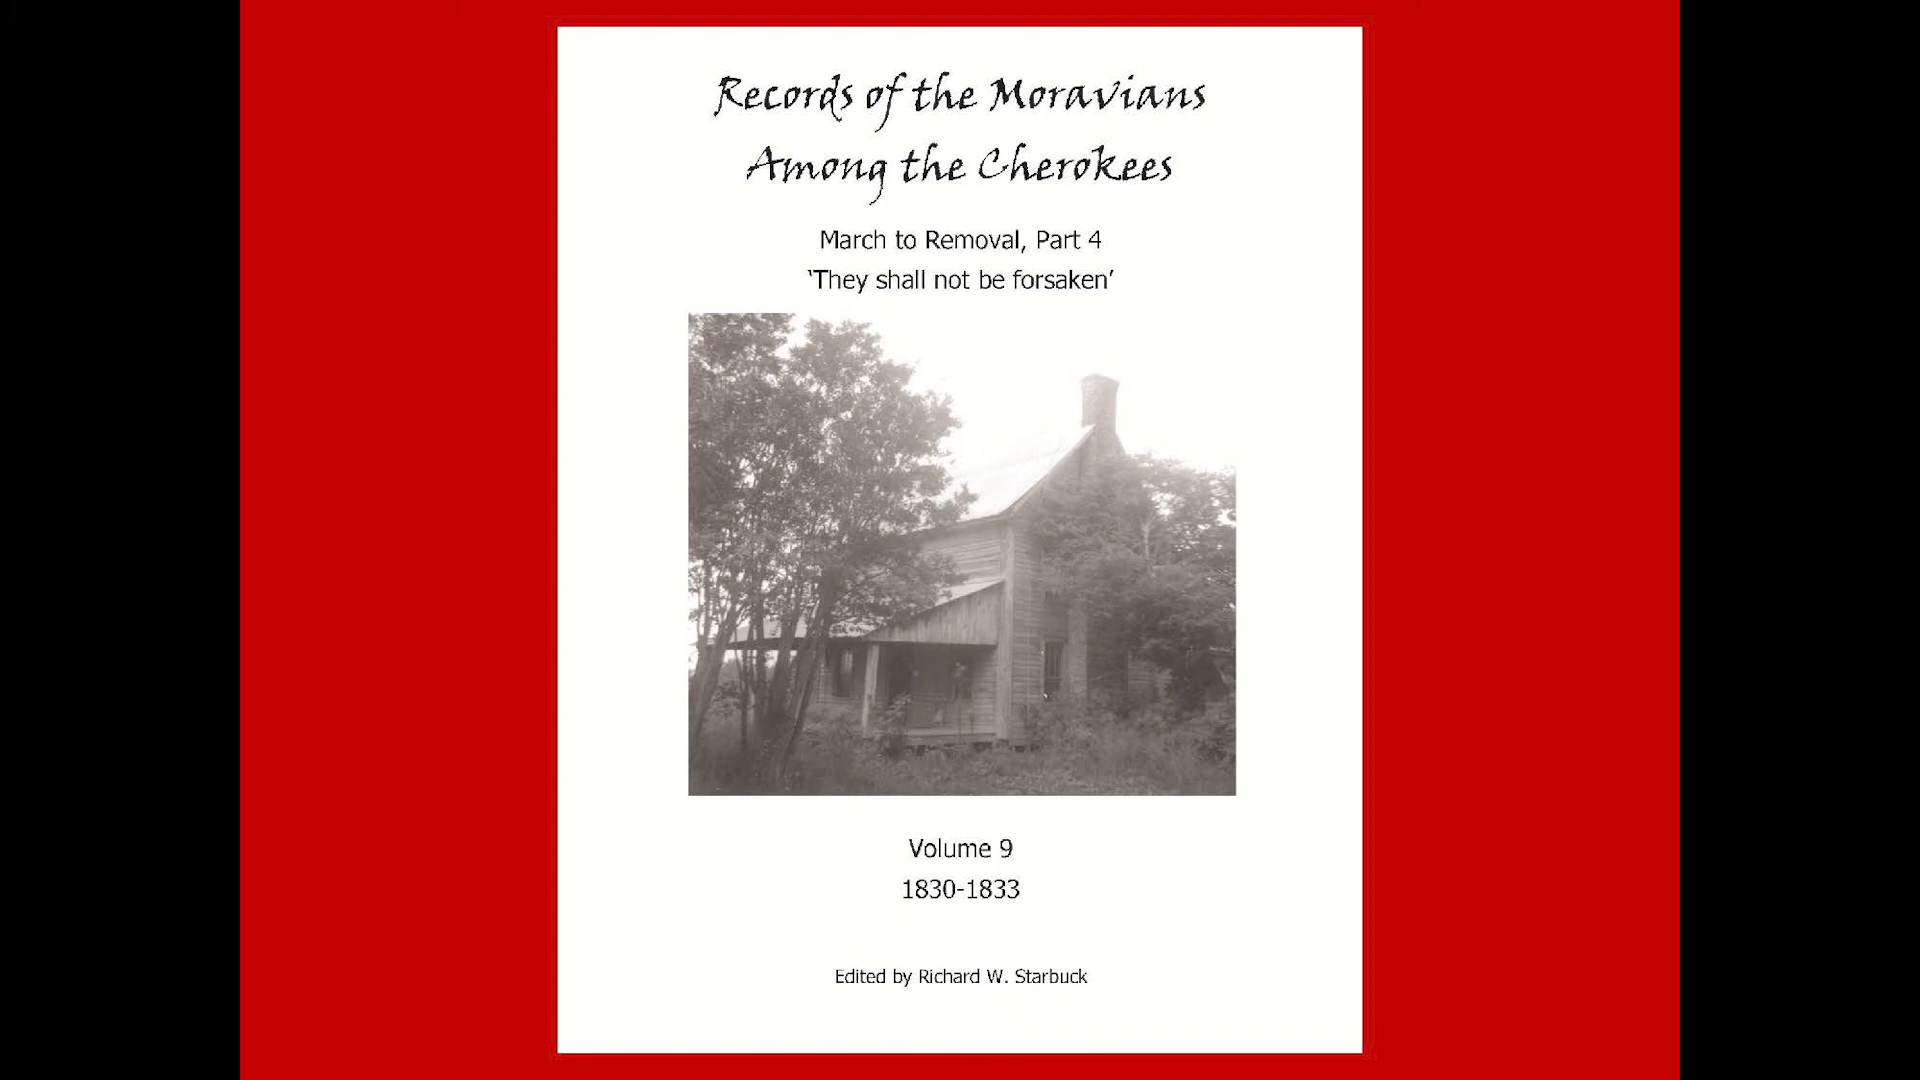 Records of the Moravians
Among the Cherokees
March to Removal, Part 4
‘They shall not be forsaken’
Volume 9
1830-1833
Edited by Richard W. Starbuck